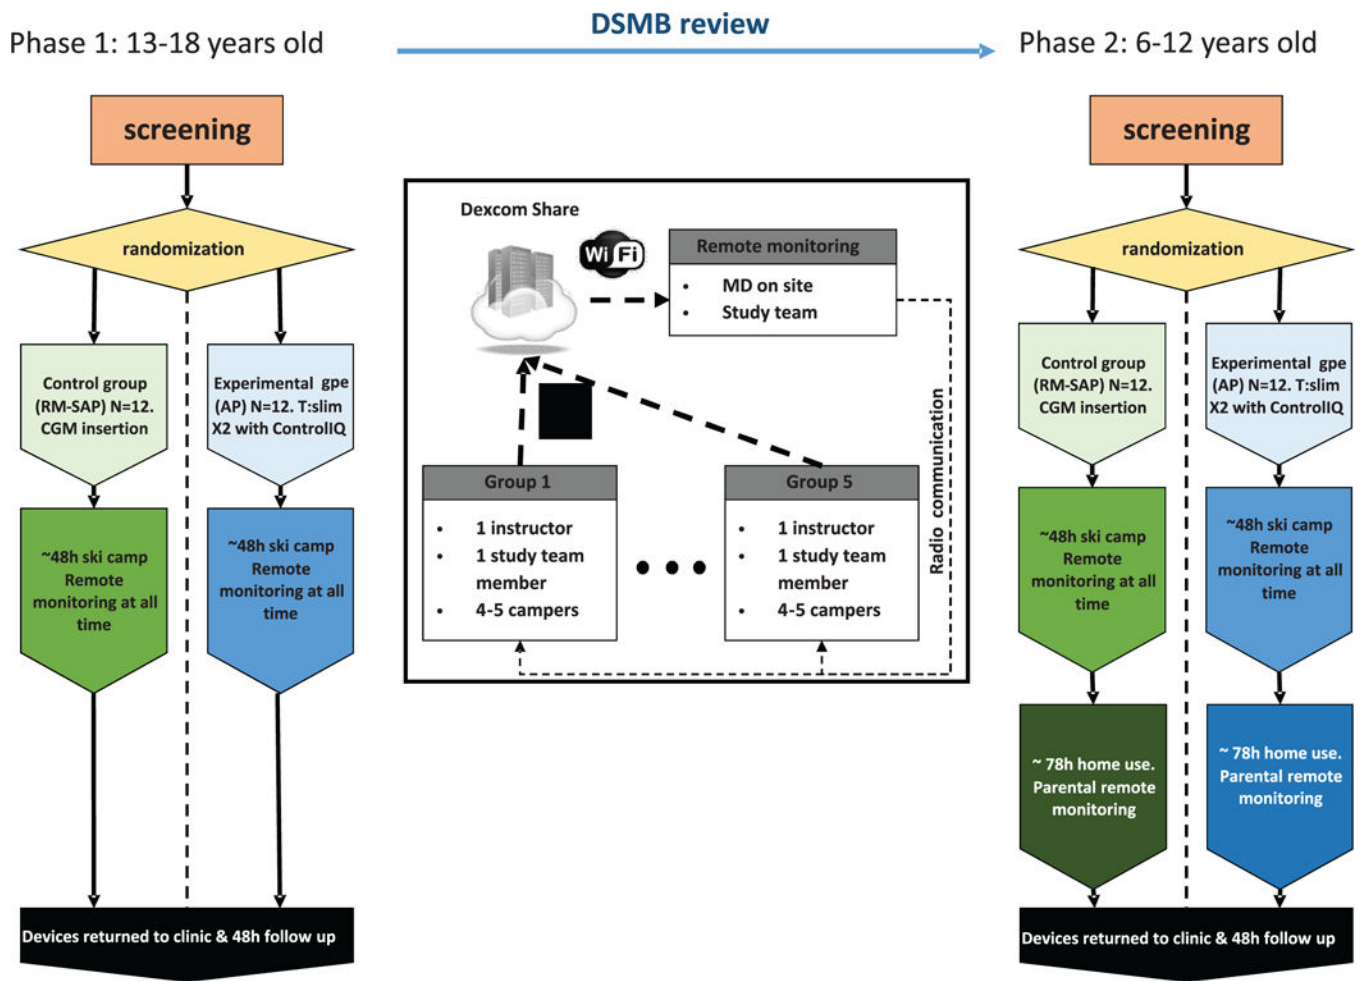 DSMB review
Phase 1: 13-18 years old
Phase 2: 6-12 years old
screening
randomization
Control group
(RM-SAP) N=12.
CGM insertion
Experimental gpe
(AP) N=12. T:slim
X2 with ControlIQ
~48h ski camp
Remote
monitoring at all
time
~48h ski camp
Remote
monitoring at all
time
Devices returned to clinic & 48h follow up
Dexcom Share
WiFi
Remote monitoring
• MD on site
• Study team
Radio communication
Group 1
• 1 instructor
• 1 study team
member
• 4-5 campers
Group 5
• 1 instructor
• 1 study team
member
• 4-5 campers
screening
randomization
Control group
(RM-SAP) N=12.
CGM insertion
Experimental gpe
(AP) N=12. T:slim
X2 with ControlIQ
~48h ski camp
Remote
monitoring at all
time
~48h ski camp
Remote
monitoring at all
time
~ 78h home use.
Parental remote
monitoring
~ 78h home use.
Parental remote
monitoring
Devices returned to clinic & 48h follow up